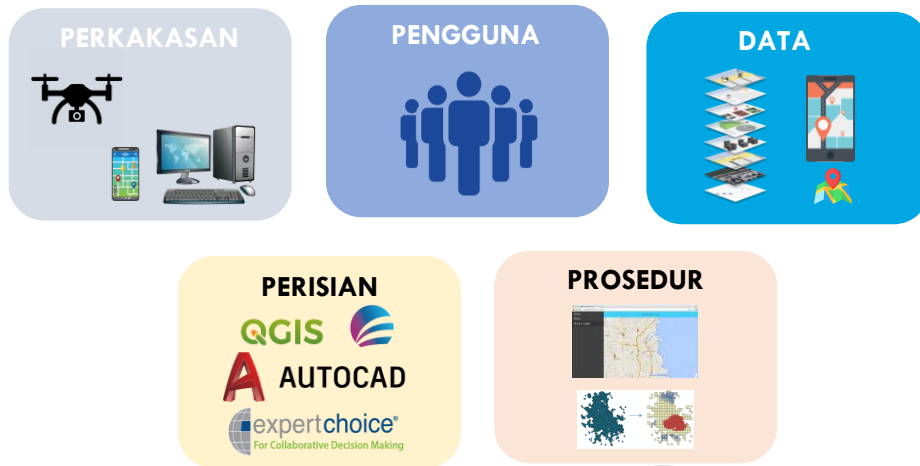 PERKAKASAN
PENGGUNA
DATA
PERISIAN
QGIS
AUTOCAD
expertchoice®
For Collaborative Decision Making
PROSEDUR